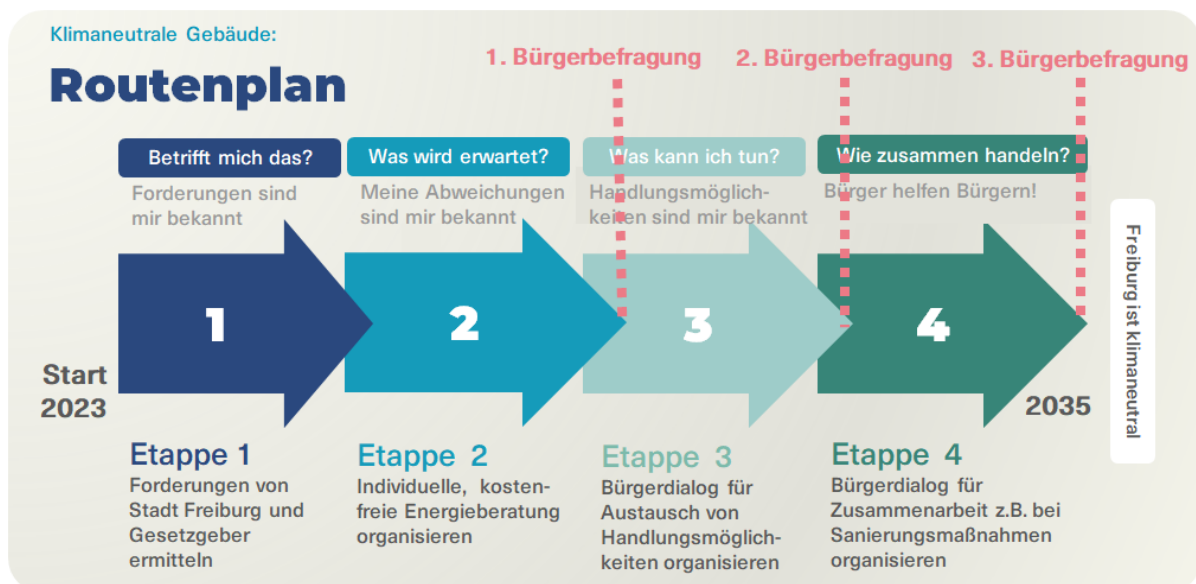 Klimaneutrale Gebäude:
Routenplan
1. Bürgerbefragung
2. Bürgerbefragung
3. Bürgerbefragung
Betrifft mich das?
Forderungen sind
mir bekannt
Was wird erwartet?
Meine Abweichungen
sind mir bekannt
Was kann ich tun?
Handlungsmöglich-
keiten sind mir bekannt
Wie zusammen handeln?
Bürger helfen Bürgern!
1
2
3
4
Start
2023
2035
Freiburg ist klimaneutral
Etappe 1
Forderungen von
Stadt Freiburg und
Gesetzgeber
ermitteln
Etappe 2
Individuelle, kosten-
freie Energieberatung
organisieren
Etappe 3
Bürgerdialog für
Austausch von
Handlungsmöglich-
keiten organisieren
Etappe 4
Bürgerdialog für
Zusammenarbeit z.B. bei
Sanierungsmaßnahmen
organisieren